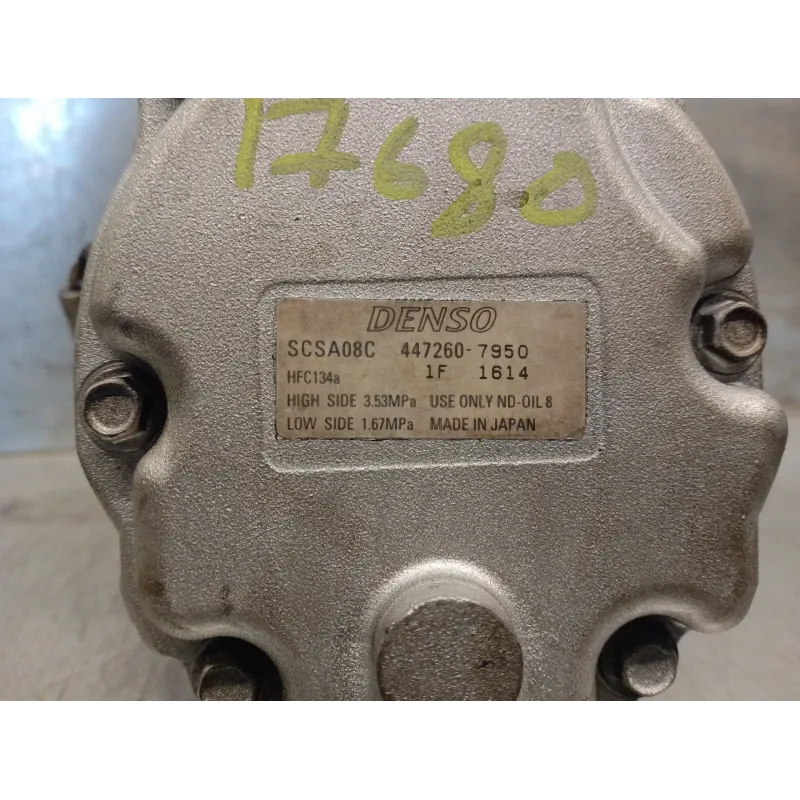 17680
DENSO
SCSA08C 447260-7950
HFC134a 1F 1614
HIGH SIDE 3.53MPa USE ONLY ND-OIL 8
LOW SIDE 1.67MPa MADE IN JAPAN